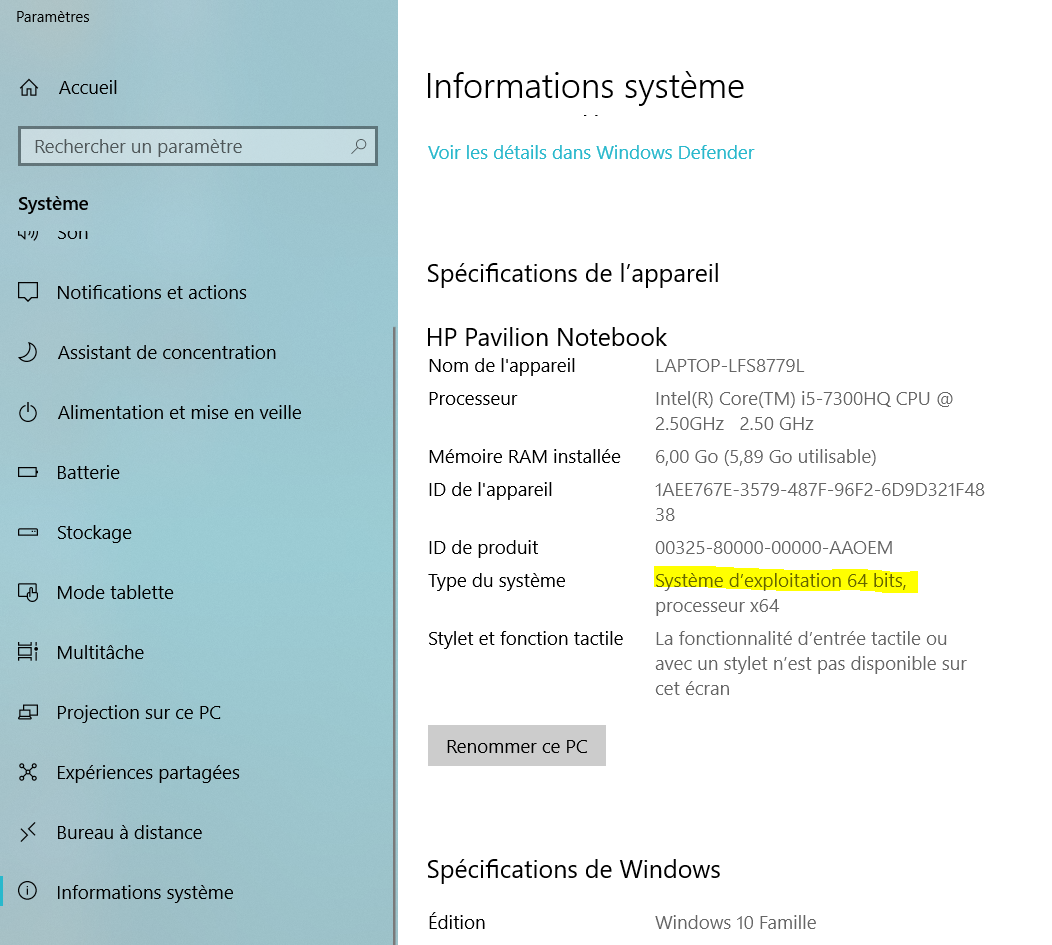 Paramètres
Accueil
Rechercher un paramètre
Système
Son
Notifications et actions
Assistant de concentration
Alimentation et mise en veille
Batterie
Stockage
Mode tablette
Multitâche
Projection sur ce PC
Expériences partagées
Bureau à distance
Informations système
Informations système
Voir les détails dans Windows Defender
Spécifications de l’appareil
HP Pavilion Notebook
Nom de l'appareil LAPTOP-LFS8779L
Processeur Intel(R) Core(TM) i5-7300HQ CPU @
2.50GHz 2.50 GHz
Mémoire RAM installée 6,00 Go (5,89 Go utilisable)
ID de l'appareil 1AEE767E-3579-487F-96F2-6D9D321F48
38
ID de produit 00325-80000-00000-AAOEM
Type du système Système d’exploitation 64 bits,
processeur x64
Stylet et fonction tactile La fonctionnalité d’entrée tactile ou
avec un stylet n’est pas disponible sur
cet écran
Renommer ce PC
Spécifications de Windows
Édition Windows 10 Famille